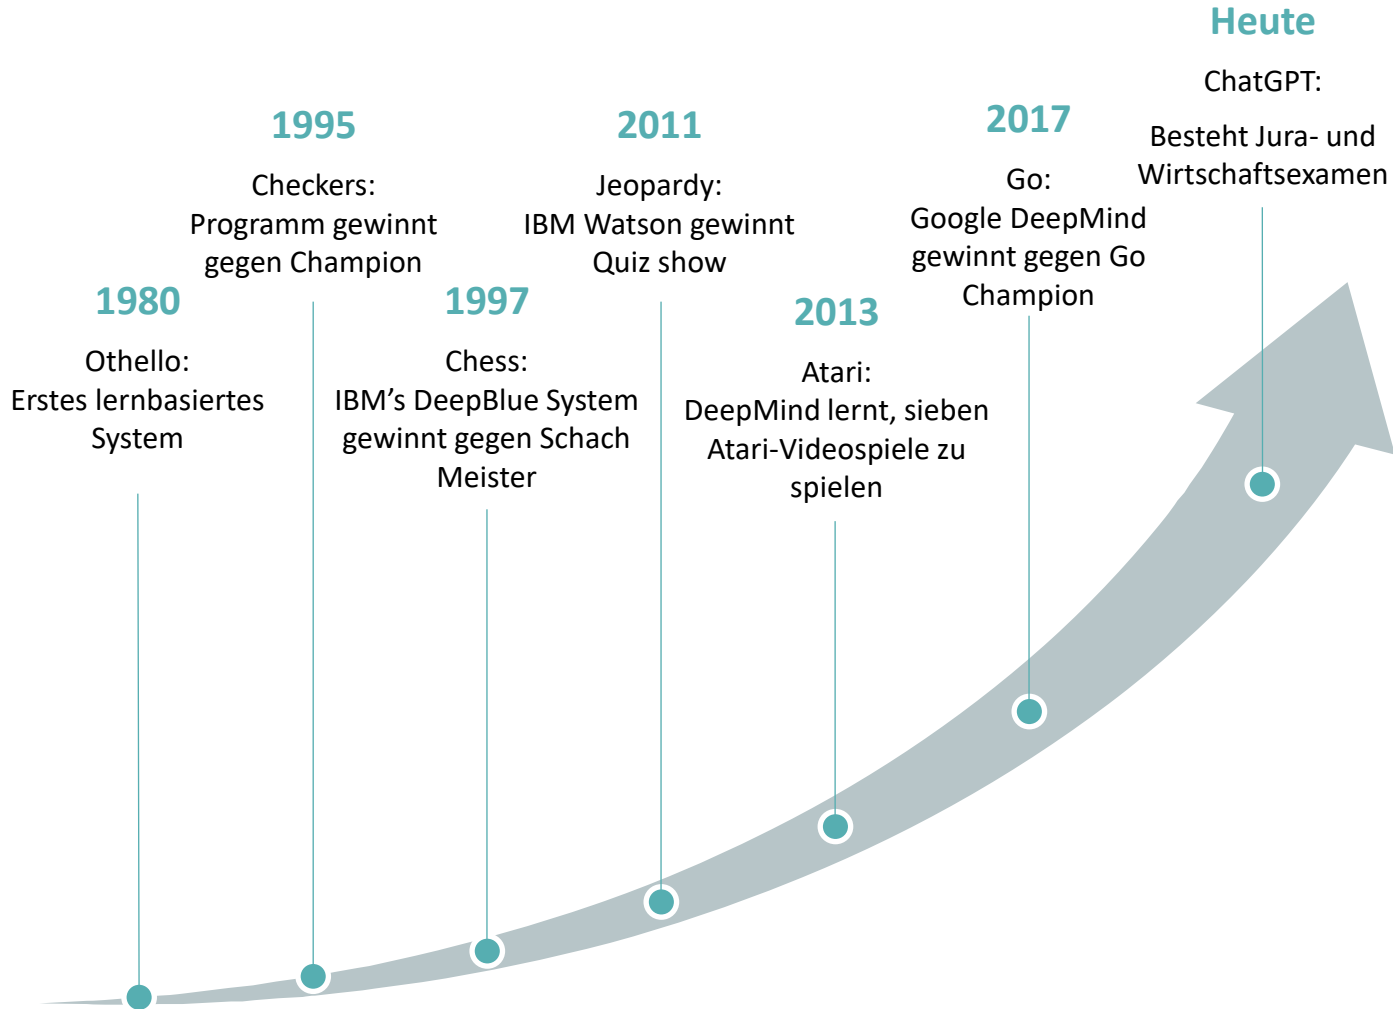 1980
Othello:
Erstes lernbasiertes
System
1995
Checkers:
Programm gewinnt
gegen Champion
1997
Chess:
IBM’s DeepBlue System
gewinnt gegen Schach
Meister
2011
Jeopardy:
IBM Watson gewinnt
Quiz show
2013
Atari:
DeepMind lernt, sieben
Atari-Videospiele zu
spielen
2017
Go:
Google DeepMind
gewinnt gegen Go
Champion
Heute
ChatGPT:
Besteht Jura- und
Wirtschaftsexamen